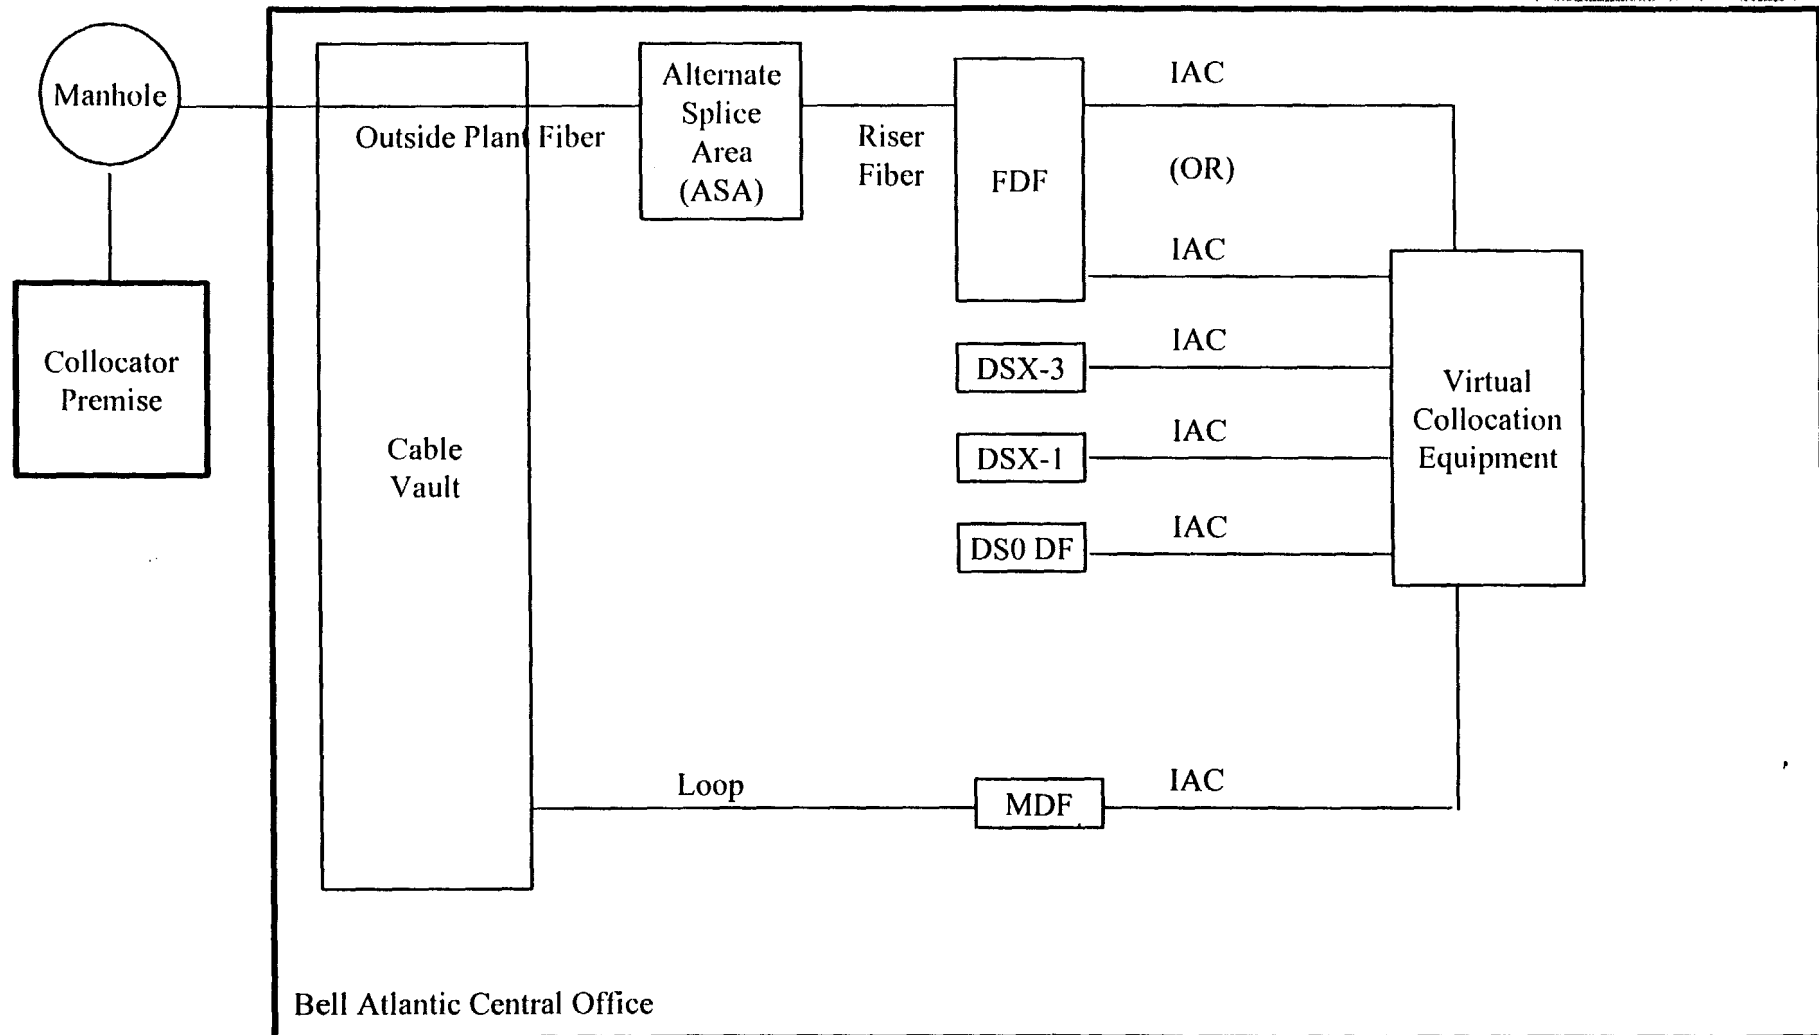 Manhole
Outside Plant Fiber
Alternate
Splice
Area
(ASA)
Riser
Fiber
FDF
IAC
(OR)
IAC
Collocator
Premise
Cable
Vault
DSX-3
IAC
DSX-1
IAC
DS0 DF
IAC
Virtual
Collocation
Equipment
Loop
MDF
IAC
Bell Atlantic Central Office